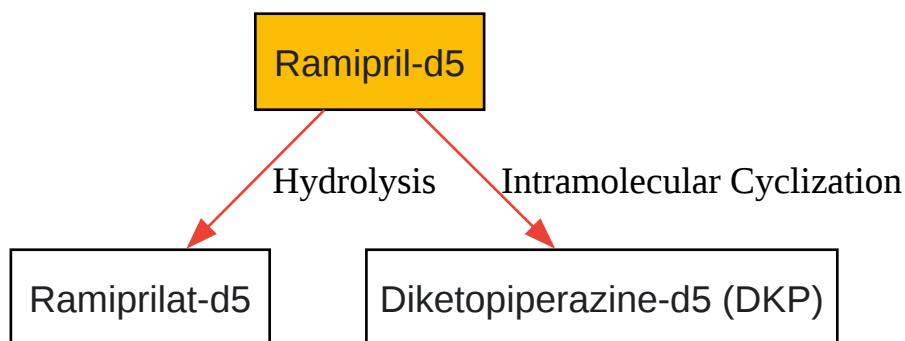 Ramipril-d5
Hydrolysis
Intramolecular Cyclization
Ramiprilat-d5
Diketopiperazine-d5 (DKP)